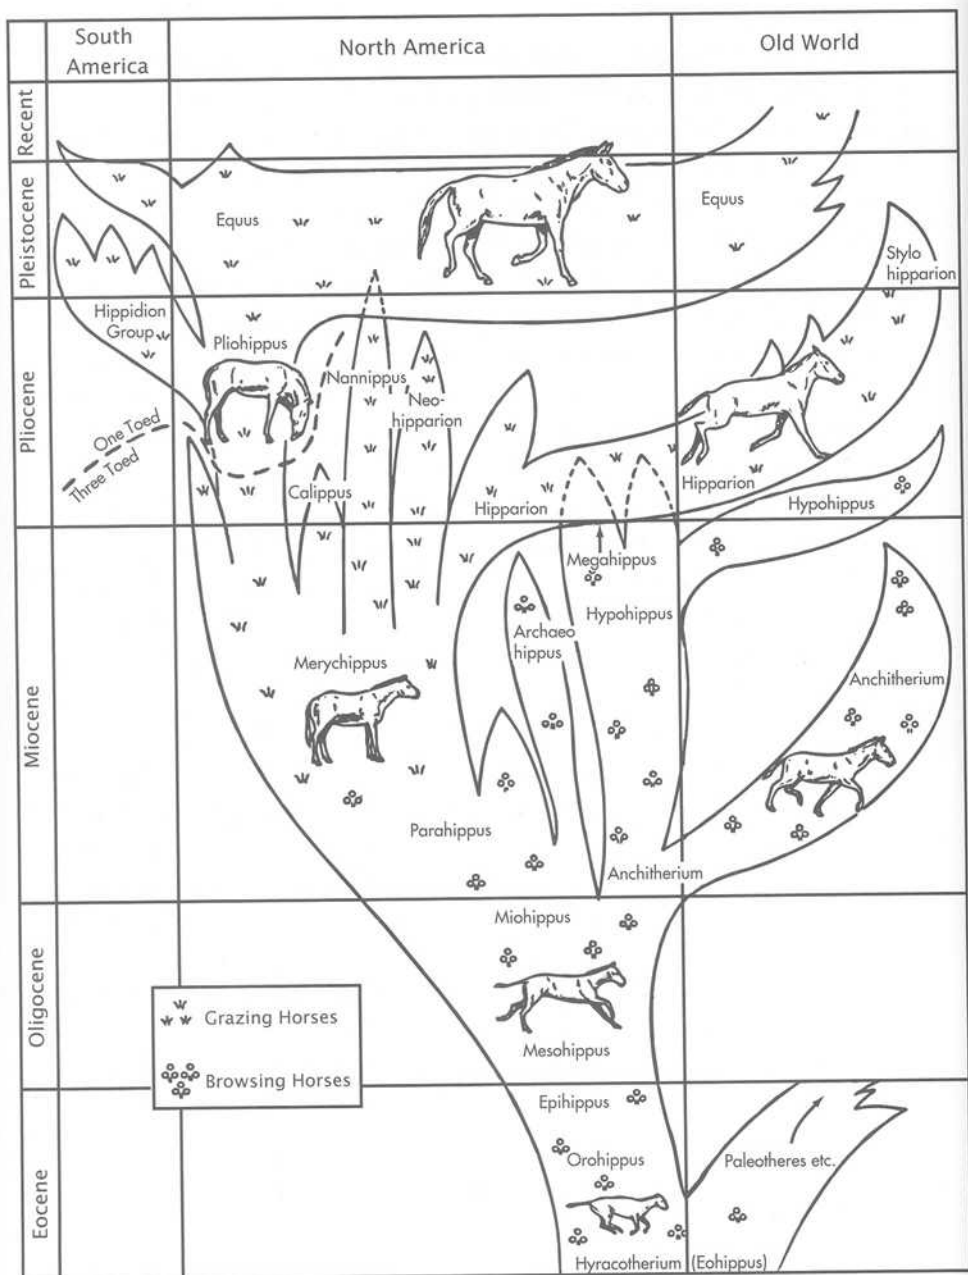 South
America
North America
Old World
Recent
Pleistocene
Pliocene
Miocene
Oligocene
Eocene
Equus
Equus
Stylo
hipparion
Hippidion
Group
Pliohippus
Nannippus
Neo-
hipparion
One Toed
Three Toed
Calippus
Hipparion
Hipparion
Hypohippus
Megahippus
Archaeo
hippus
Hypohippus
Merychippus
Anchitherium
Parahippus
Anchitherium
Miohippus
Grazing Horses
Browsing Horses
Mesohippus
Epihippus
Orohippus
Paleotheres etc.
Hyracotherium (Eohippus)